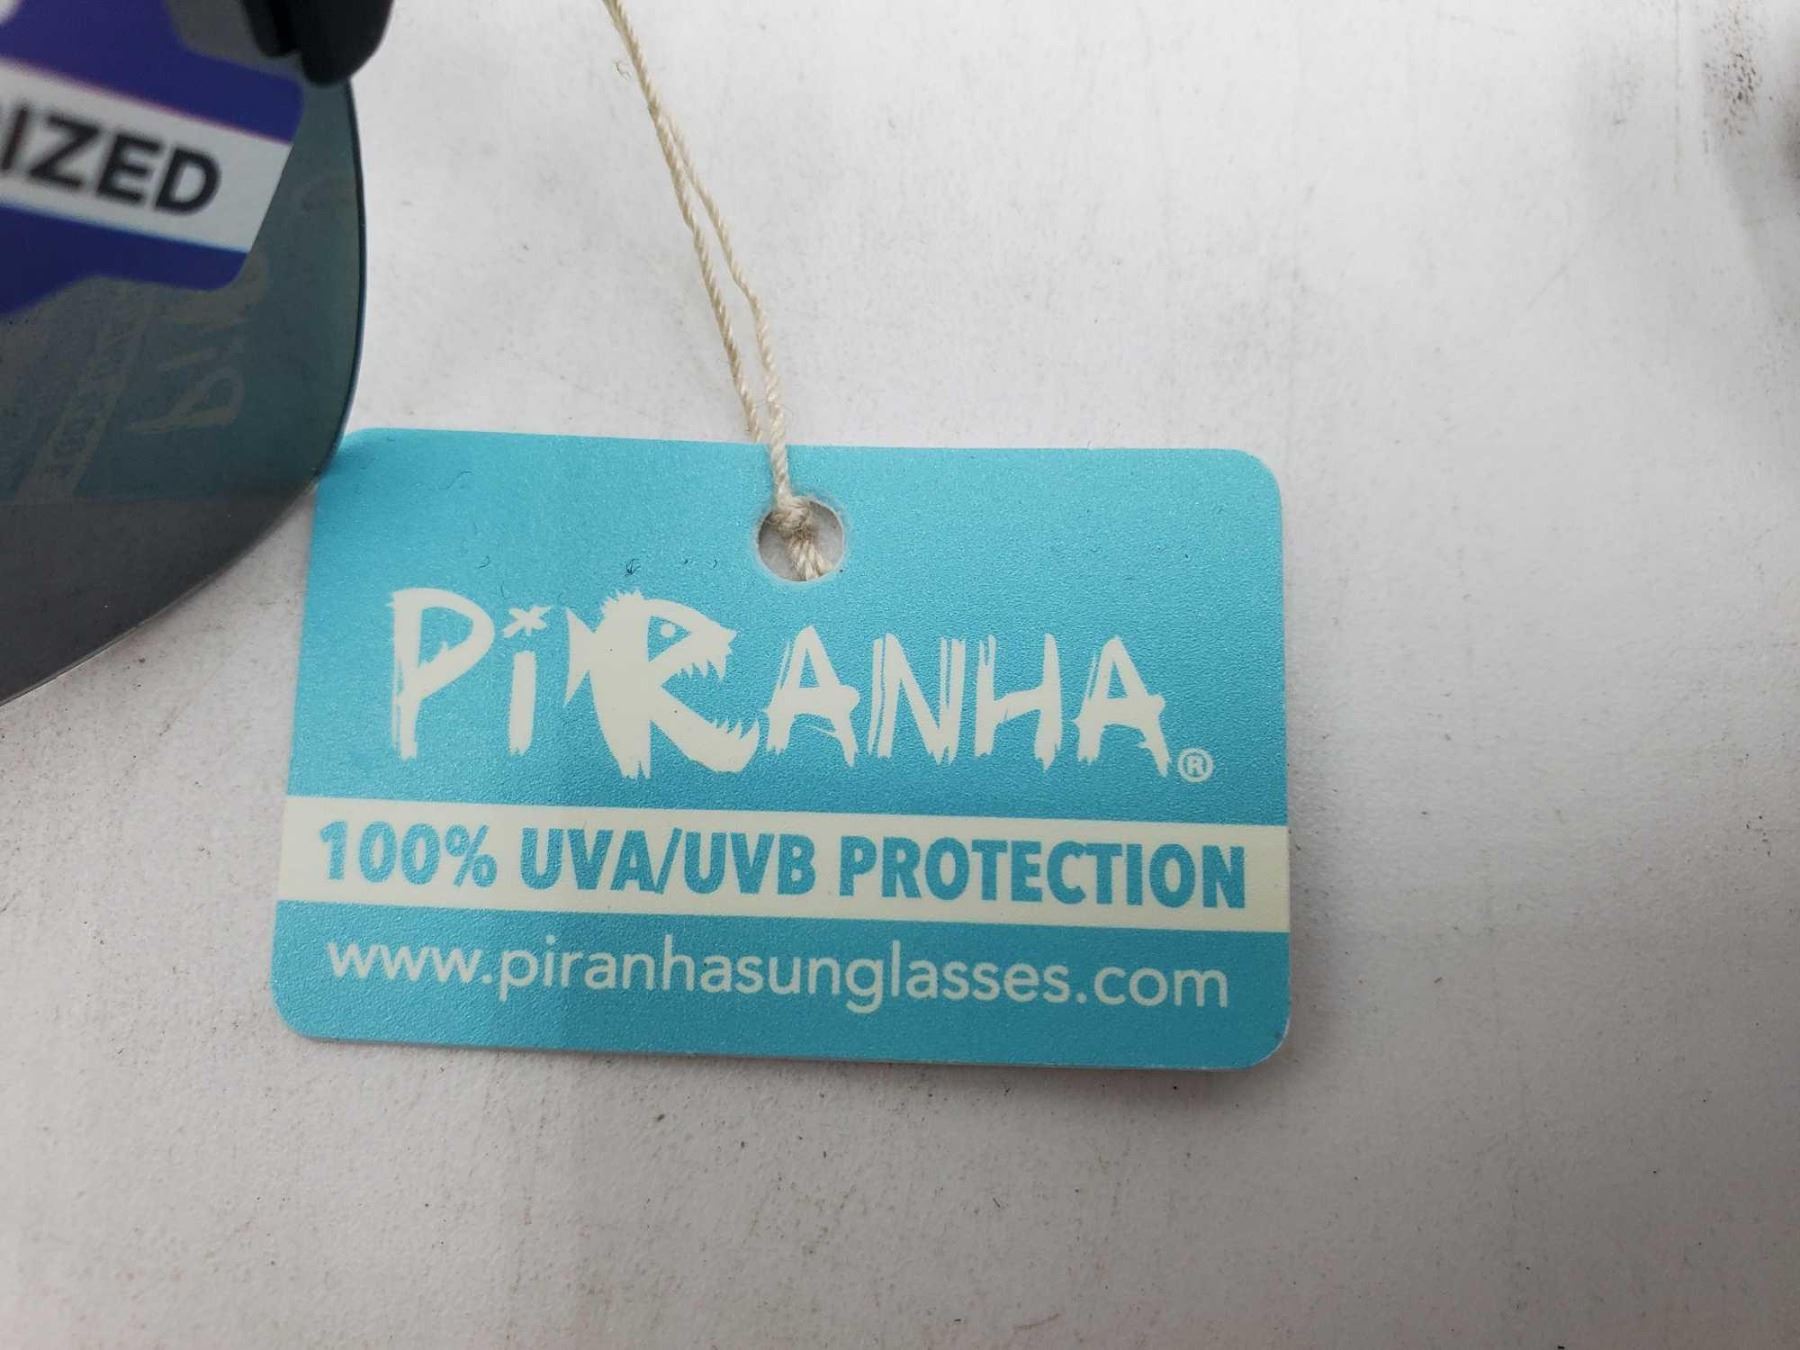 IZED
PiRANHA®
100% UVA/UVB PROTECTION
www.piranhasunglasses.com